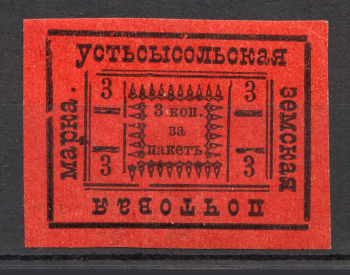 УСТЬСЫСОЛЬСКАЯ
земская
ПОЧТОВАЯ
марка.
3
3
3 коп.
за
пакетъ
3
3